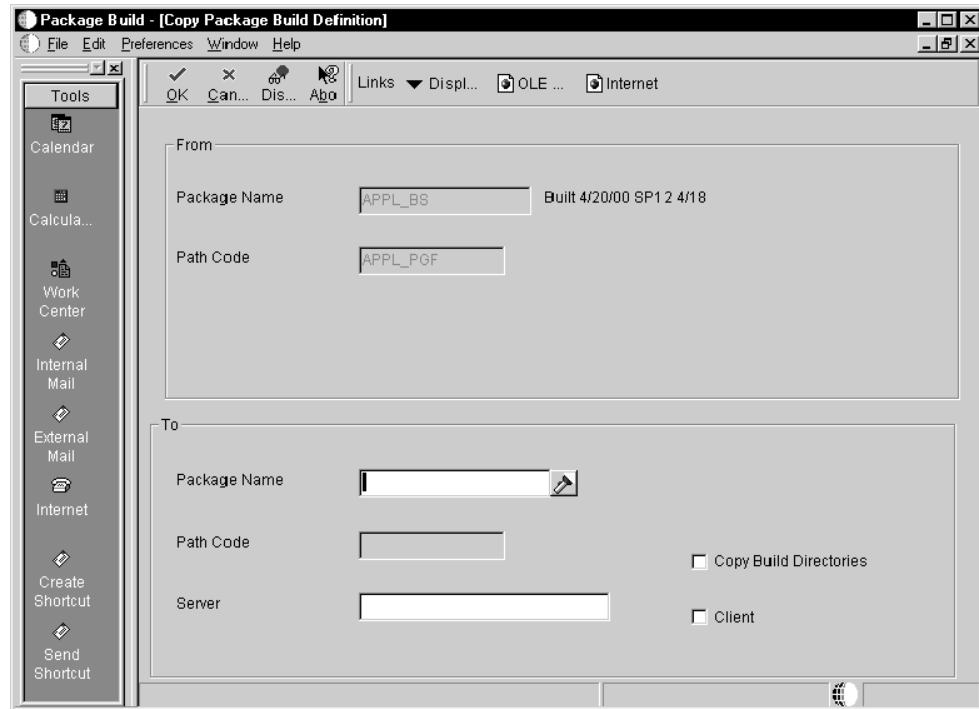 Package Build - [Copy Package Build Definition]
File Edit Preferences Window Help
Tools
OK Can... Dis... Abo Links Displ... OLE ... Internet
Calendar
Calcula...
Work
Center
Internal
Mail
External
Mail
Internet
Create
Shortcut
Send
Shortcut
From
Package Name APPL_BS Built 4/20/00 SP1 2 4/18
Path Code APPL_PGF
To
Package Name
Path Code
Copy Build Directories
Server
Client